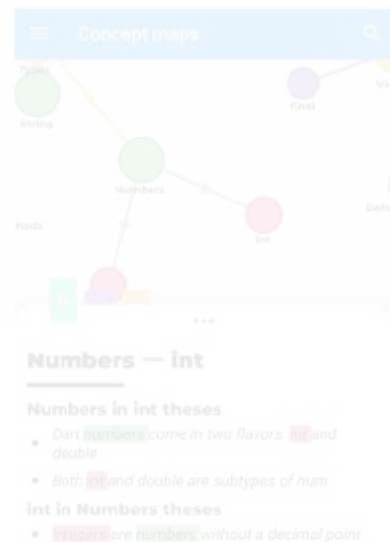 Concept maps
Types
String
final
Numbers
Int
Numbers — int
Numbers in int theses
Dart numbers come in two flavors. int and
double
Both int and double are subtypes of num
int in Numbers theses
Integers are numbers without a decimal point